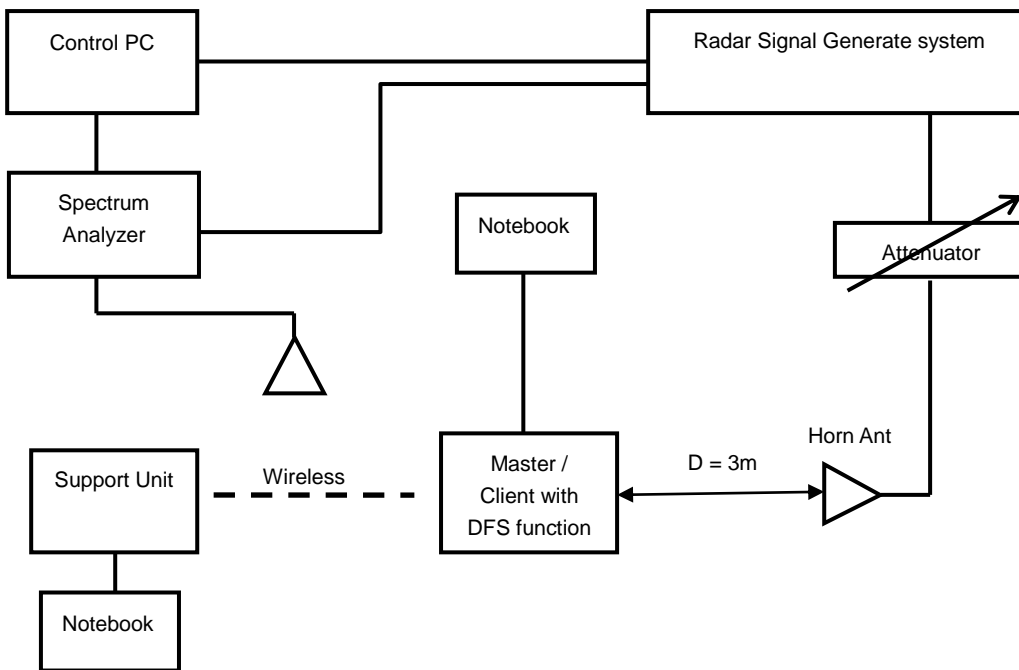 Control PC
Radar Signal Generate system
Spectrum
Analyzer
Notebook
Attenuator
Horn Ant
D = 3m
Master /
Client with
DFS function
Wireless
Support Unit
Notebook